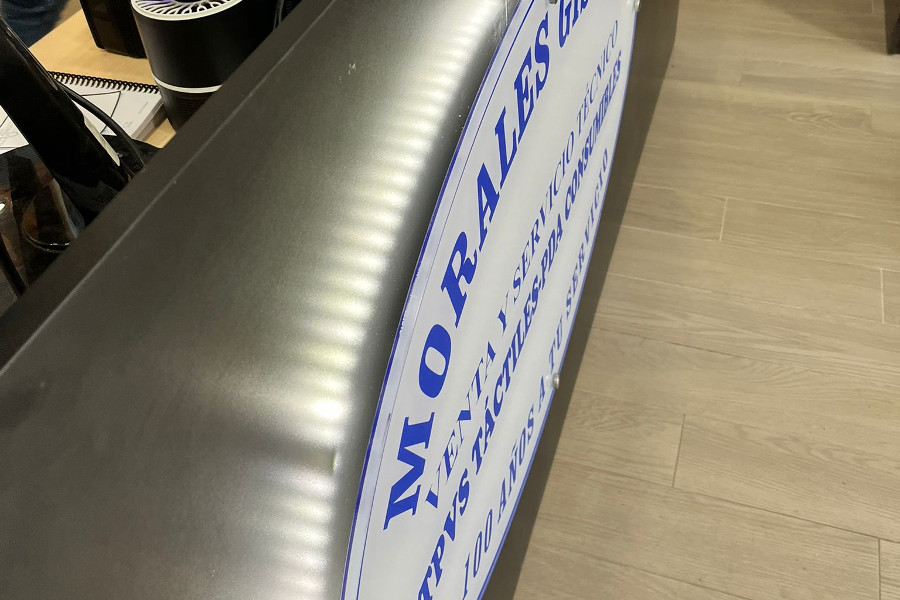 MORALES
VENTA Y SERVICIO TÉCNICO
TPVS TÁCTILES-PDA CONSUMIBLES
100 AÑOS A TU SERVICIO